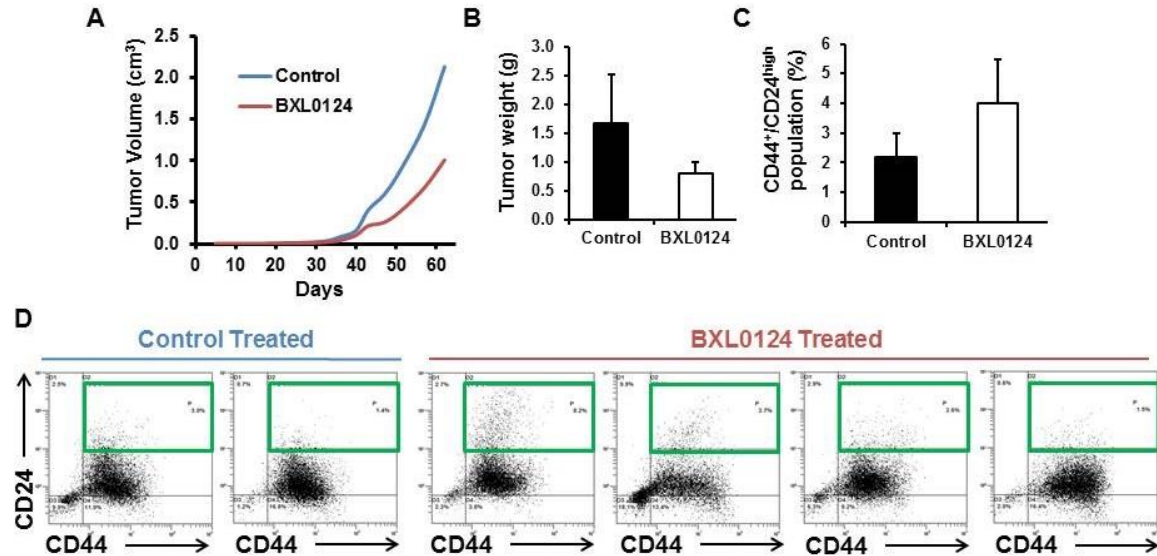 A
Tumor Volume (cm³)
2.5
2.0
1.5
1.0
0.5
0.0
Control
BXL0124
0 10 20 30 40 50 60
Days
B
Tumor weight (g)
3.0
2.5
2.0
1.5
1.0
0.5
0.0
Control BXL0124
C
CD44⁺/CD24ʰⁱᵍʰ
population (%)
6
5
4
3
2
1
0
Control BXL0124
D
Control Treated
BXL0124 Treated
CD24
CD44 CD44 CD44 CD44 CD44 CD44